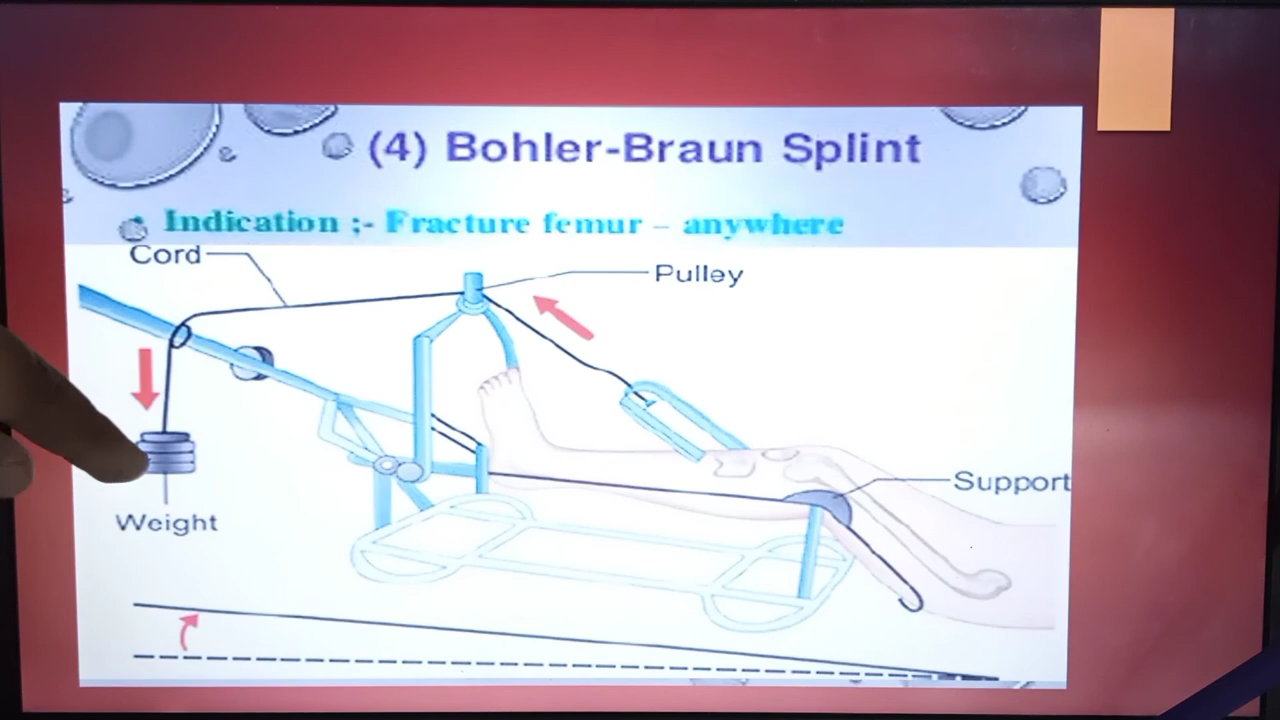 (4) Bohler-Braun Splint
Indication ;- Fracture femur – anywhere
Cord
Pulley
Support
Weight